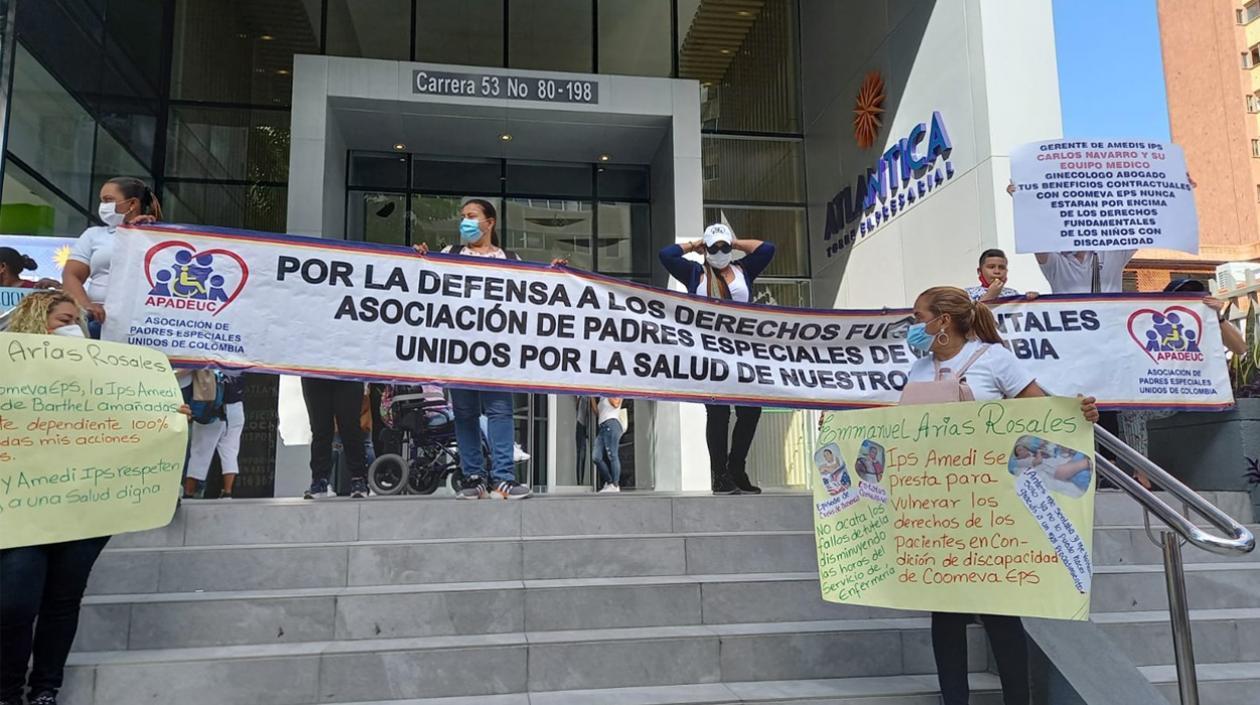 Carrera 53 No 80-198
ATLANTICA
TORRE EMPRESARIAL
GERENTE DE AMEDIS IPS
CARLOS NAVARRO Y SU
EQUIPO MEDICO
GINECOLOGO ABOGADO
TUS BENEFICIOS CONTRACTUALES
CON COOMEVA EPS NUNCA
ESTARAN POR ENCIMA
DE LOS DERECHOS
FUNDAMENTALES
DE LOS NIÑOS CON
DISCAPACIDAD
APADEUC
ASOCIACIÓN DE
PADRES ESPECIALES
UNIDOS DE COLOMBIA
POR LA DEFENSA A LOS DERECHOS FU NTALES
ASOCIACIÓN DE PADRES ESPECIALES DE BIA
UNIDOS POR LA SALUD DE NUESTRO
APADEUC
ASOCIACIÓN DE
PADRES ESPECIALES
UNIDOS DE COLOMBIA
Arias Rosales
omeva EPS, la Ips Amedi
de Barthel amañadas
te dependiente 100%
das mis acciones
s.
y Amedi Ips respeten
a una Salud digna
Emmanuel Arias Rosales
Ips Amedi se
presta para
vulnerar los
derechos de los
pacientes en Con-
dición de discapacidad
de Coomeva EPS
No acata los
fallos de tutela
disminuyendo
las horas del
Servicio de
Enfermería